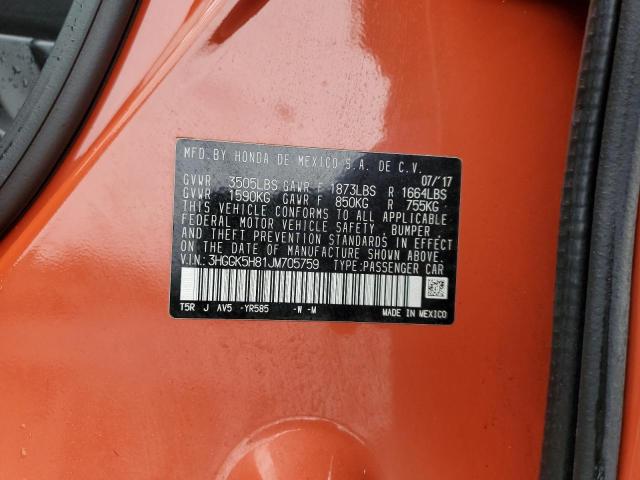 MFD. BY HONDA DE MEXICO S.A. DE C.V.
07/'17
GVWR 3505LBS GAWR F 1873LBS R 1664LBS
GVWR 1590KG GAWR F 850KG R 755KG
THIS VEHICLE CONFORMS TO ALL APPLICABLE
FEDERAL MOTOR VEHICLE SAFETY, BUMPER,
AND THEFT PREVENTION STANDARDS IN EFFECT
ON THE DATE OF MANUFACTURE SHOWN ABOVE.
V.I.N.: 3HGGK5H81JM705759 TYPE: PASSENGER CAR
T5R J AV5 -YR585 -W -M MADE IN MEXICO